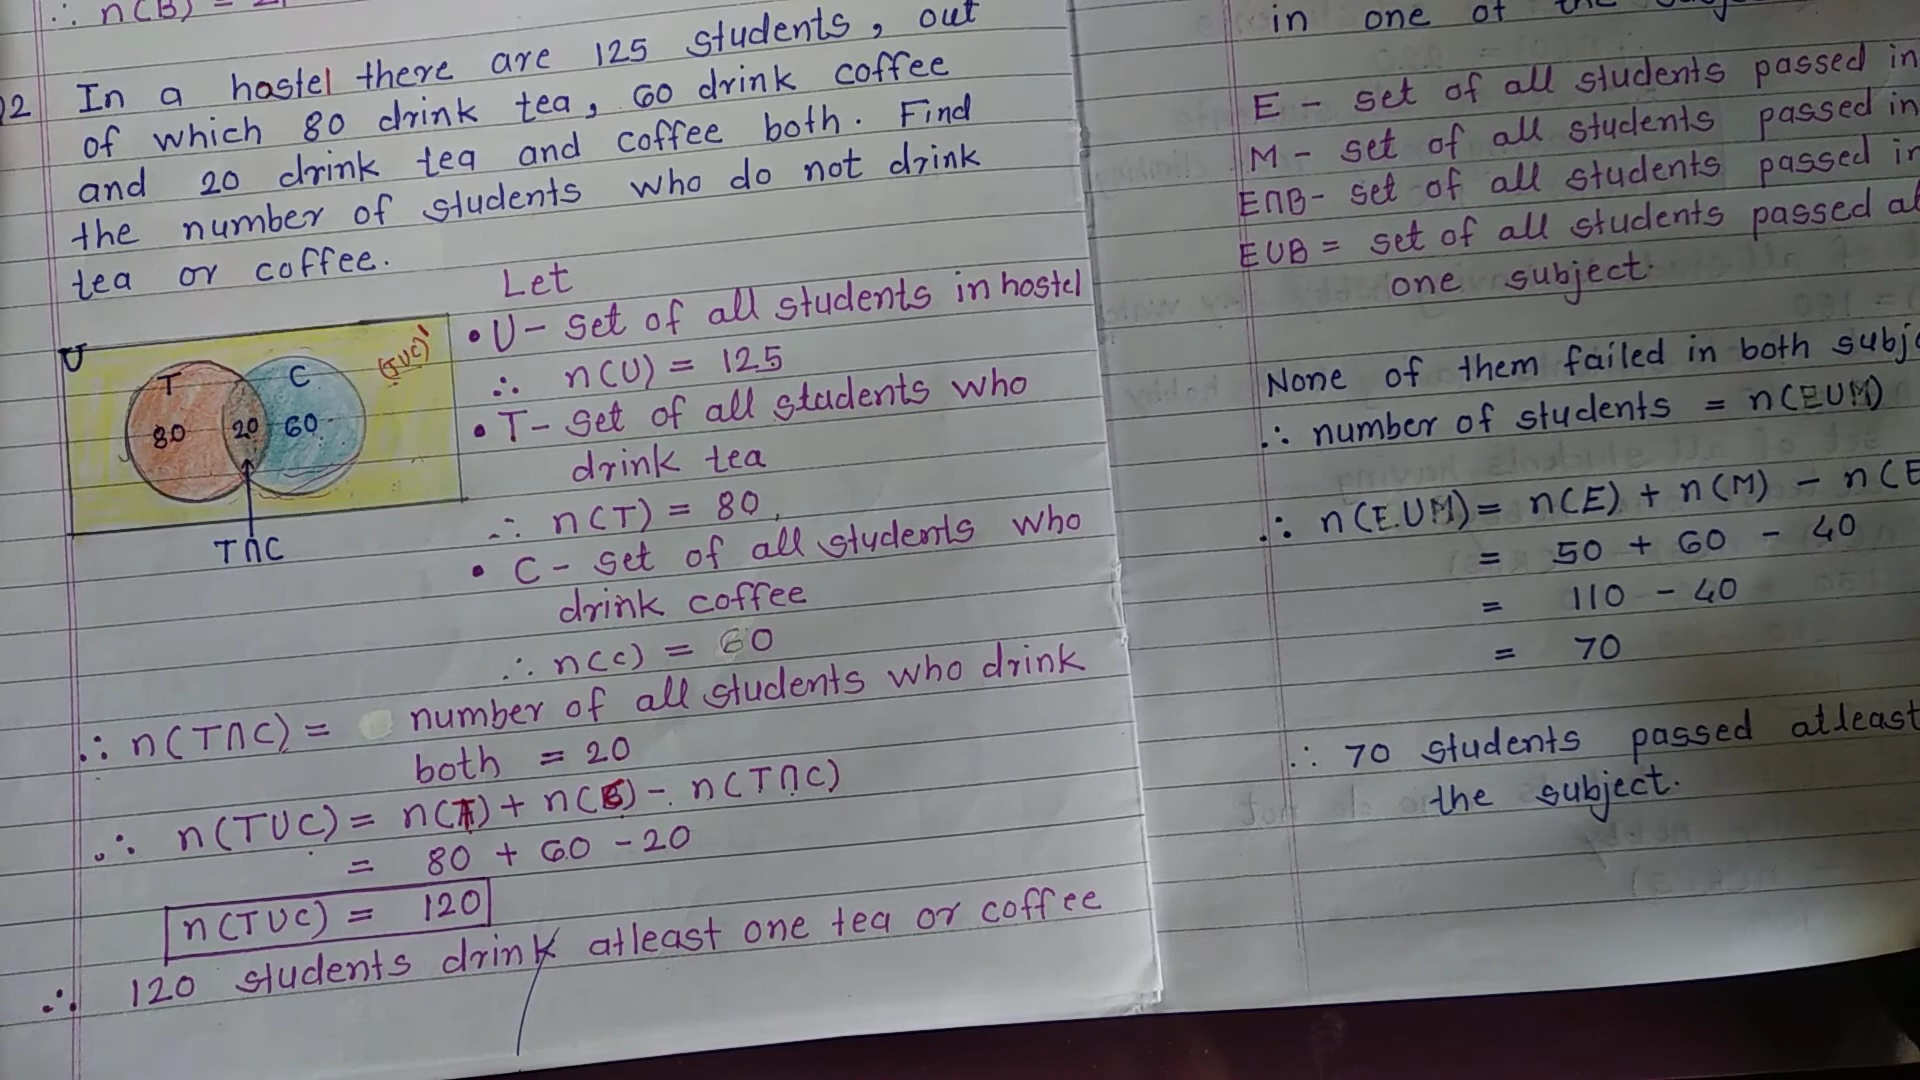 ∴ n(B) =
Q2 In a hostel there are 125 students, out
of which 80 drink tea, 60 drink coffee
and 20 drink tea and coffee both. Find
the number of students who do not drink
tea or coffee.
Let
• U - set of all students in hostel
∴ n(U) = 125
• T - set of all students who
drink tea
∴ n(T) = 80,
• C - set of all students who
drink coffee
∴ n(c) = 60
U
T
C
(TUC)'
80
20
60
T∩C
∴ n(T∩C) = number of all students who drink
both = 20
∴ n(TUC) = n(T) + n(C) - n(T∩C)
= 80 + 60 - 20
n(TUC) = 120
∴ 120 students drink atleast one tea or coffee
in one of the
E - set of all students passed in
M - set of all students passed in
E∩B - set of all students passed in
EUB = set of all students passed at
one subject.
None of them failed in both
∴ number of students = n(EUM)
∴ n(EUM) = n(E) + n(M) - n(E
= 50 + 60 - 40
= 110 - 40
= 70
∴ 70 students passed atleast
the subject.